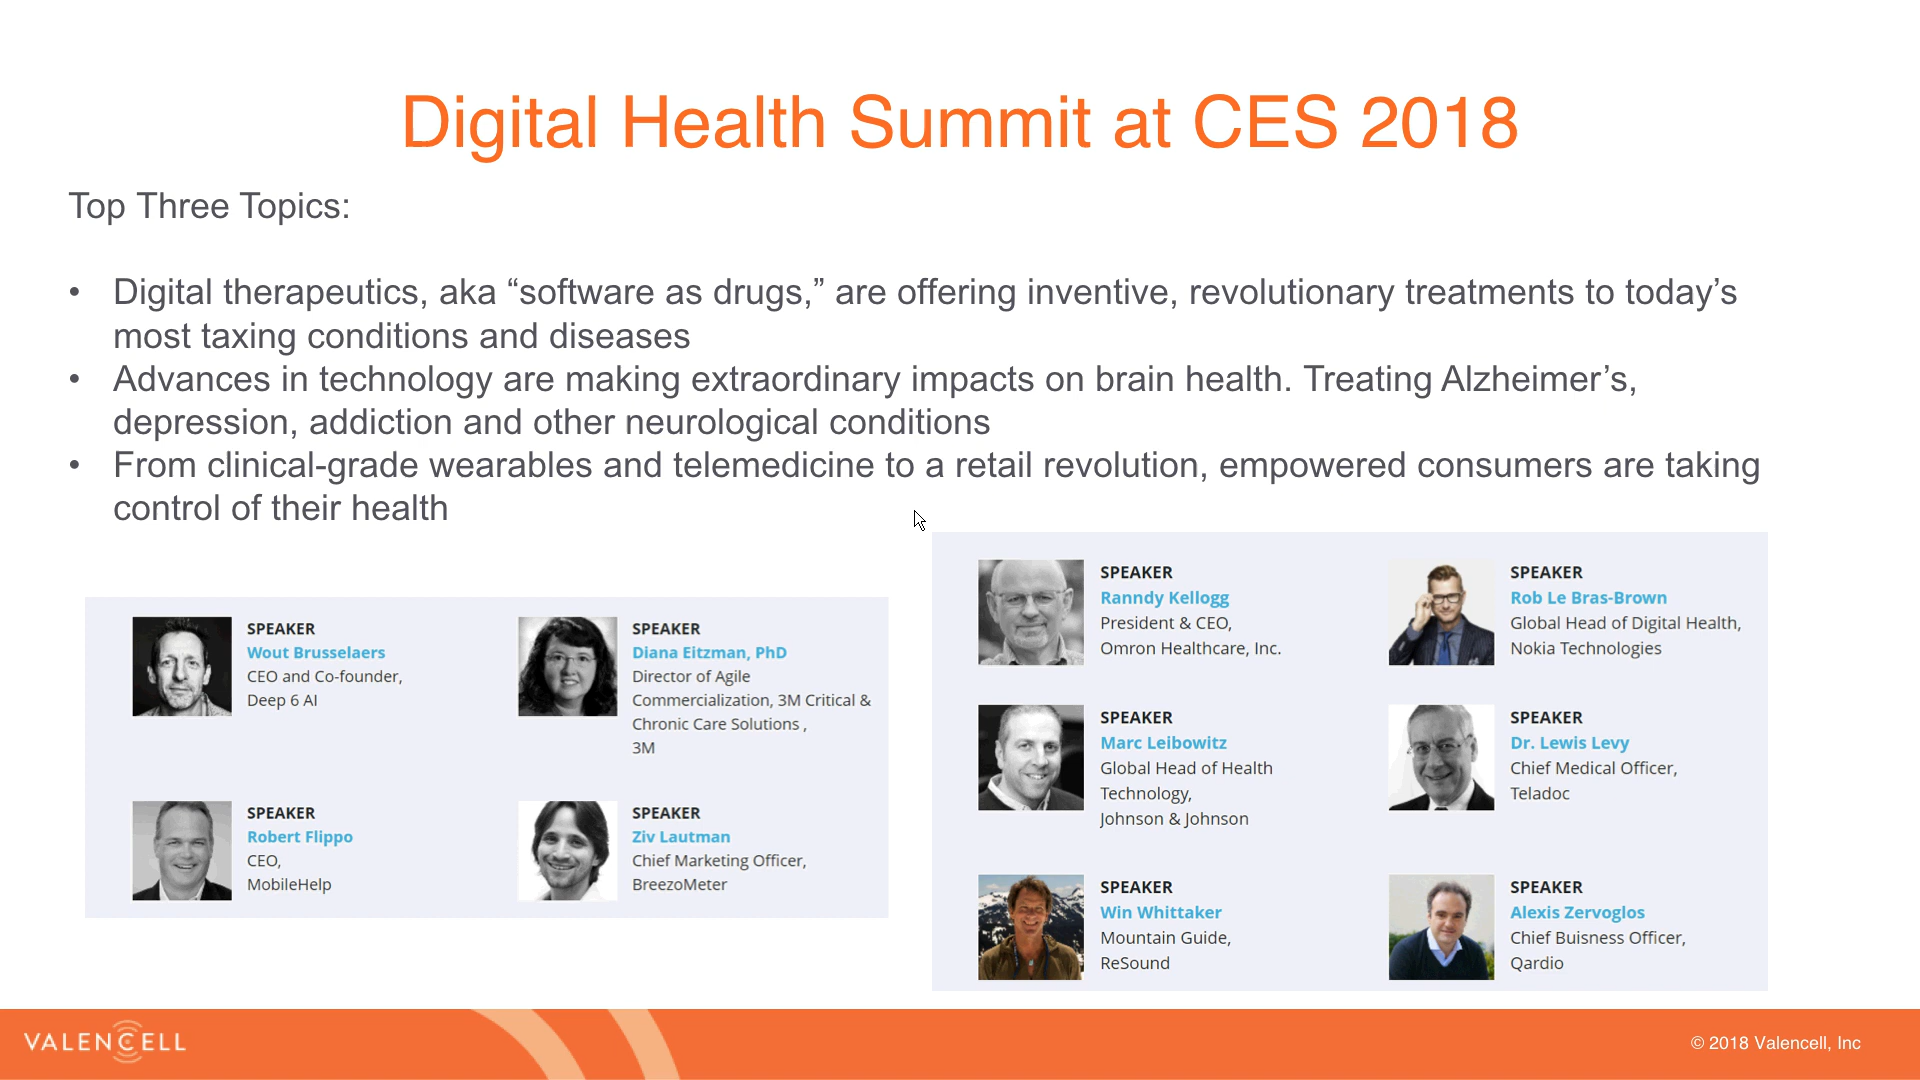 Digital Health Summit at CES 2018
Top Three Topics:
• Digital therapeutics, aka “software as drugs,” are offering inventive, revolutionary treatments to today’s
most taxing conditions and diseases
• Advances in technology are making extraordinary impacts on brain health. Treating Alzheimer’s,
depression, addiction and other neurological conditions
• From clinical-grade wearables and telemedicine to a retail revolution, empowered consumers are taking
control of their health
SPEAKER
Wout Brusselaers
CEO and Co-founder,
Deep 6 AI
SPEAKER
Diana Eitzman, PhD
Director of Agile
Commercialization, 3M Critical &
Chronic Care Solutions ,
3M
SPEAKER
Robert Flippo
CEO,
MobileHelp
SPEAKER
Ziv Lautman
Chief Marketing Officer,
BreezoMeter
SPEAKER
Ranndy Kellogg
President & CEO,
Omron Healthcare, Inc.
SPEAKER
Rob Le Bras-Brown
Global Head of Digital Health,
Nokia Technologies
SPEAKER
Marc Leibowitz
Global Head of Health
Technology,
Johnson & Johnson
SPEAKER
Dr. Lewis Levy
Chief Medical Officer,
Teladoc
SPEAKER
Win Whittaker
Mountain Guide,
ReSound
SPEAKER
Alexis Zervoglos
Chief Buisness Officer,
Qardio
VALENCELL
© 2018 Valencell, Inc